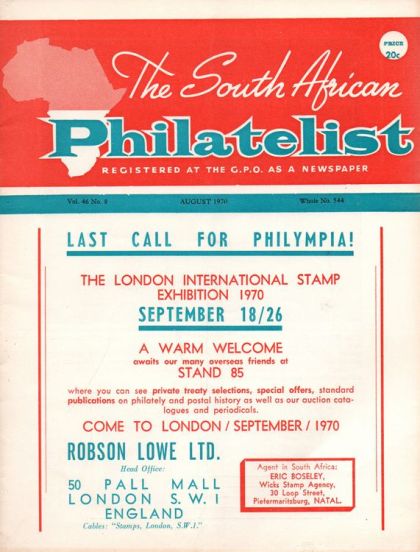 PRICE
20c
The South African
Philatelist
REGISTERED AT THE G.P.O. AS A NEWSPAPER
Vol. 46 No. 8 AUGUST 1970 Whole No. 544
LAST CALL FOR PHILYMPIA!
THE LONDON INTERNATIONAL STAMP
EXHIBITION 1970
SEPTEMBER 18/26
A WARM WELCOME
awaits our many overseas friends at
STAND 85
where you can see private treaty selections, special offers, standard
publications on philately and postal history as well as our auction cata-
logues and periodicals.
COME TO LONDON/SEPTEMBER/1970
ROBSON LOWE LTD.
Head Office:
50 PALL MALL
LONDON S.W.1
ENGLAND
Cables: "Stamps, London, S.W.1."
Agent in South Africa:
ERIC BOSELEY,
Wicks Stamp Agency,
30 Loop Street,
Pietermaritsburg, NATAL.